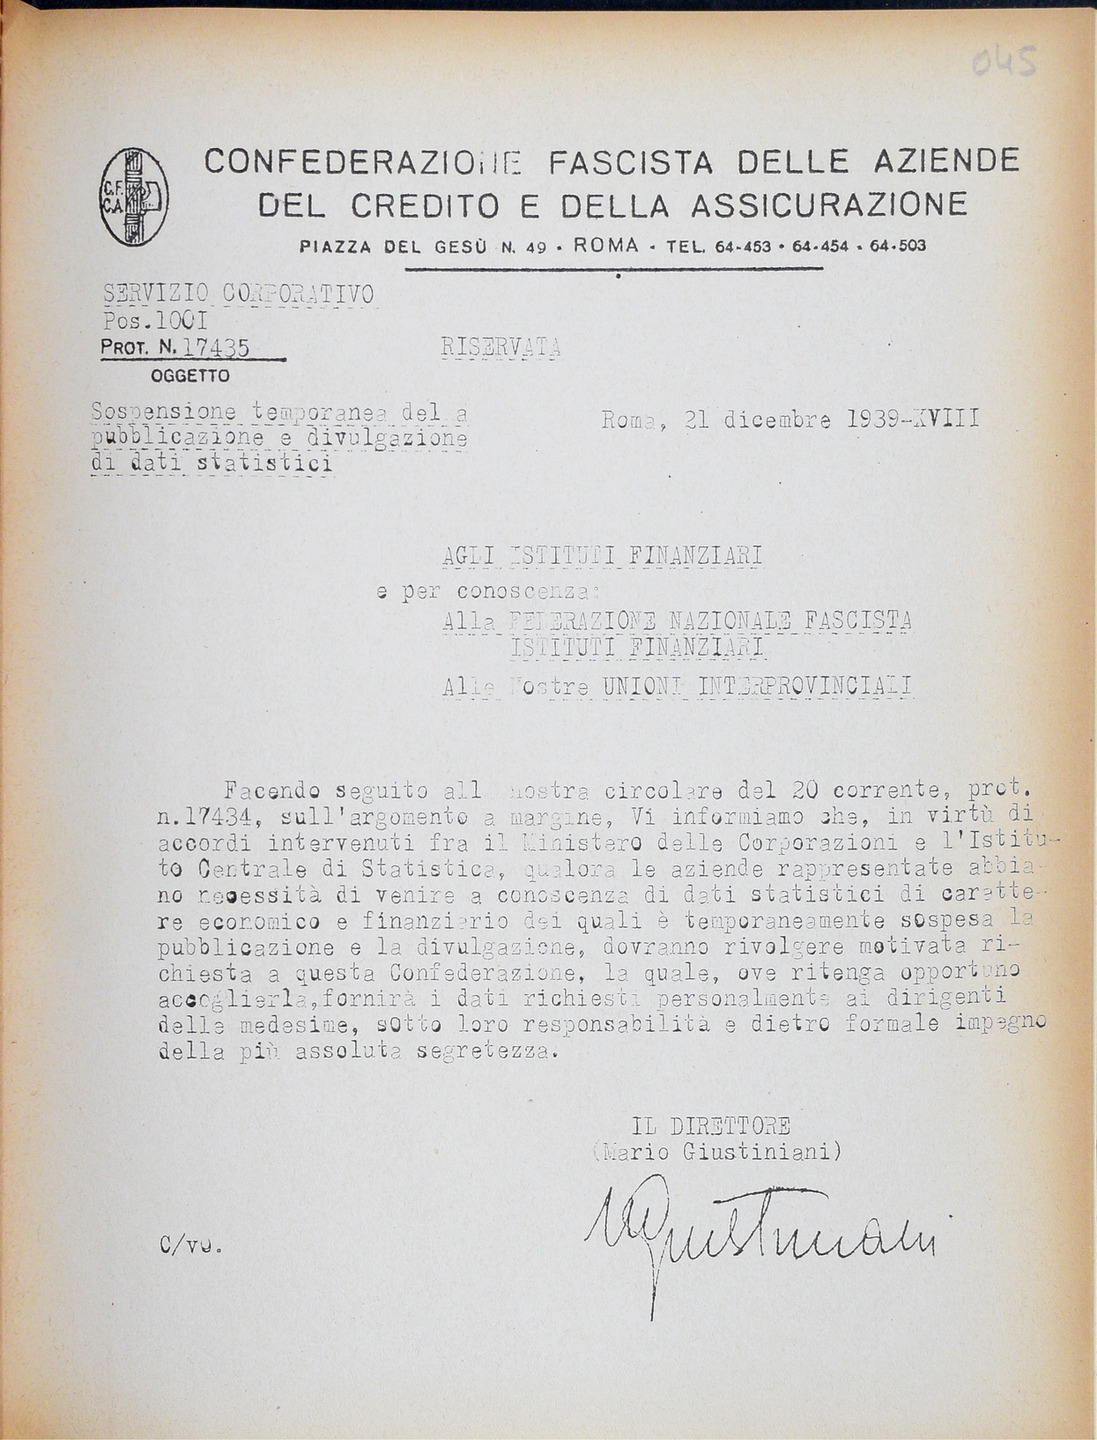 045
CONFEDERAZIONE FASCISTA DELLE AZIENDE
DEL CREDITO E DELLA ASSICURAZIONE
C.F.
C.A.
PIAZZA DEL GESÙ N. 49 • ROMA • TEL. 64-453 • 64-454 • 64-503
SERVIZIO CORPORATIVO
Pos.100I
PROT. N. 17435
RISERVATA
OGGETTO
Sospensione temporanea del a
pubblicazione e divulgazione
di dati statistici
Roma, 21 dicembre 1939-XVIII
AGLI ISTITUTI FINANZIARI
e per conoscenza:
Alla FEDERAZIONE NAZIONALE FASCISTA
ISTITUTI FINANZIARI
Alle Nostre UNIONI INTERPROVINCIALI
Facendo seguito all nostra circolare del 20 corrente, prot.
n.17434, sull'argomento a margine, Vi informiamo che, in virtù di
accordi intervenuti fra il Ministero delle Corporazioni e l'Istitu-
to Centrale di Statistica, qualora le aziende rappresentate abbia-
no necessità di venire a conoscenza di dati statistici di caratte-
re economico e finanziario dei quali è temporaneamente sospesa la
pubblicazione e la divulgazione, dovranno rivolgere motivata ri-
chiesta a questa Confederazione, la quale, ove ritenga opportuno
accoglierla,fornirà i dati richiesti personalmente ai dirigenti
delle medesime, sotto loro responsabilità e dietro formale impegno
della più assoluta segretezza.
IL DIRETTORE
(Mario Giustiniani)
MGiustiniani
C/vo.